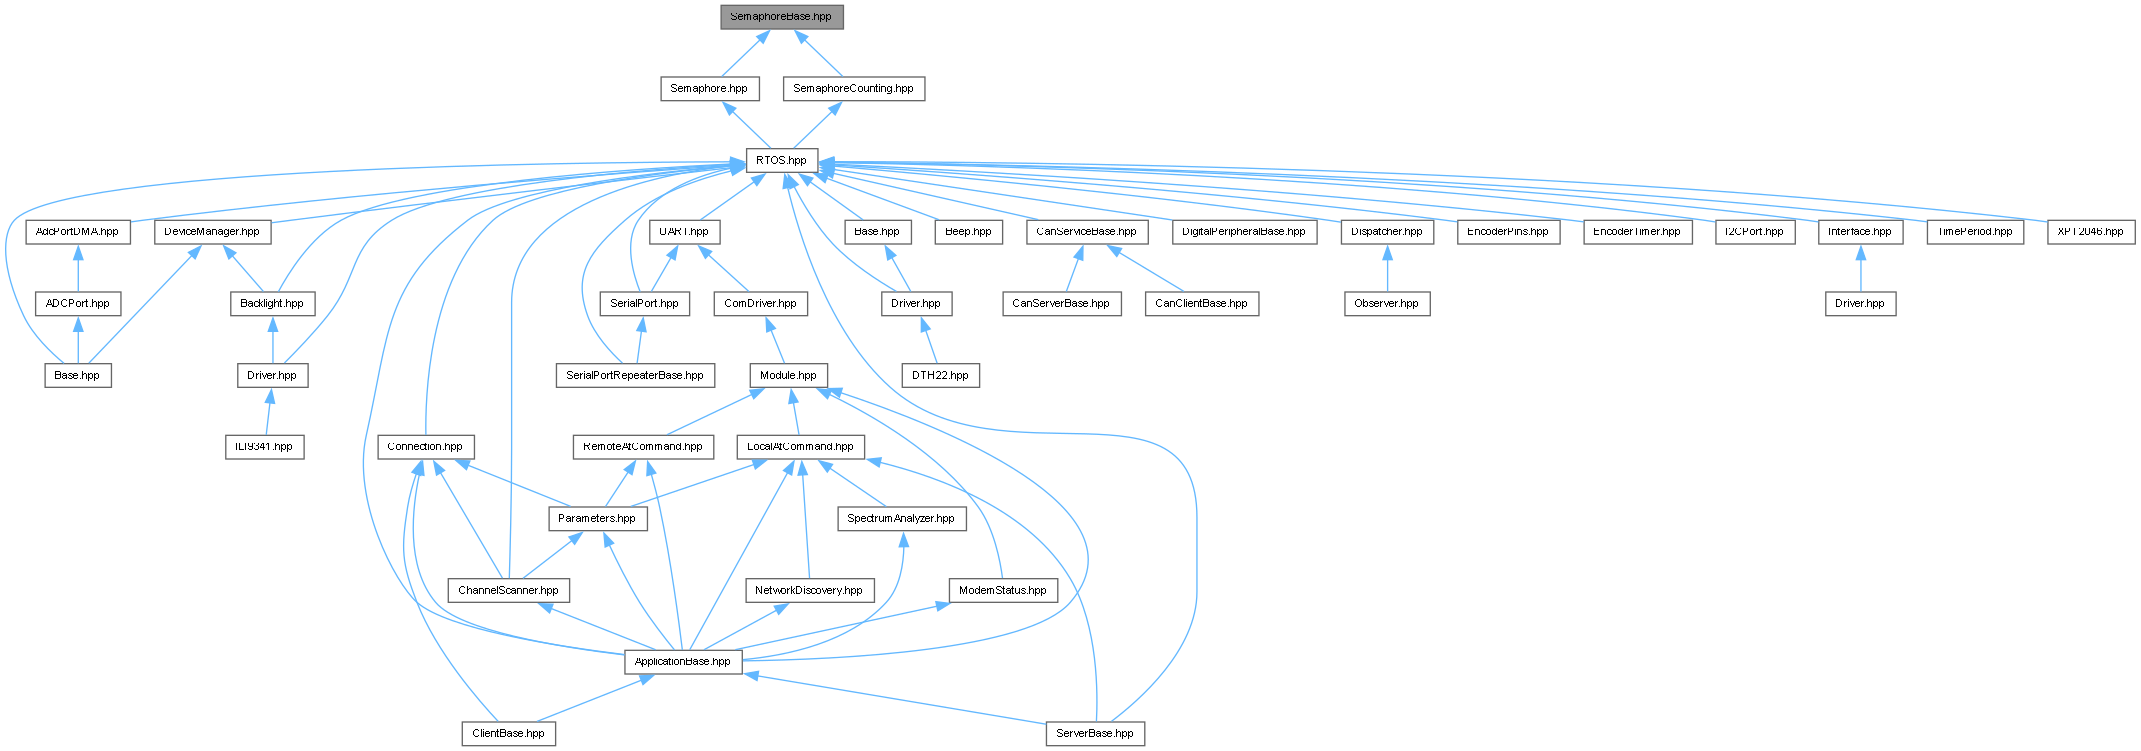 SemaphoreBase.hpp
Semaphore.hpp
SemaphoreCounting.hpp
RTOS.hpp
AdcPortDMA.hpp
DeviceManager.hpp
UART.hpp
Base.hpp
Beep.hpp
CanServiceBase.hpp
DigitalPeripheralBase.hpp
Dispatcher.hpp
EncoderPins.hpp
EncoderTimer.hpp
I2CPort.hpp
Interface.hpp
TimePeriod.hpp
XPT2046.hpp
ADCPort.hpp
Backlight.hpp
SerialPort.hpp
ComDriver.hpp
Driver.hpp
CanServerBase.hpp
CanClientBase.hpp
Observer.hpp
Driver.hpp
Base.hpp
Driver.hpp
SerialPortRepeaterBase.hpp
Module.hpp
DTH22.hpp
ILI9341.hpp
Connection.hpp
RemoteAtCommand.hpp
LocalAtCommand.hpp
Parameters.hpp
SpectrumAnalyzer.hpp
ChannelScanner.hpp
NetworkDiscovery.hpp
ModemStatus.hpp
ApplicationBase.hpp
ClientBase.hpp
ServerBase.hpp